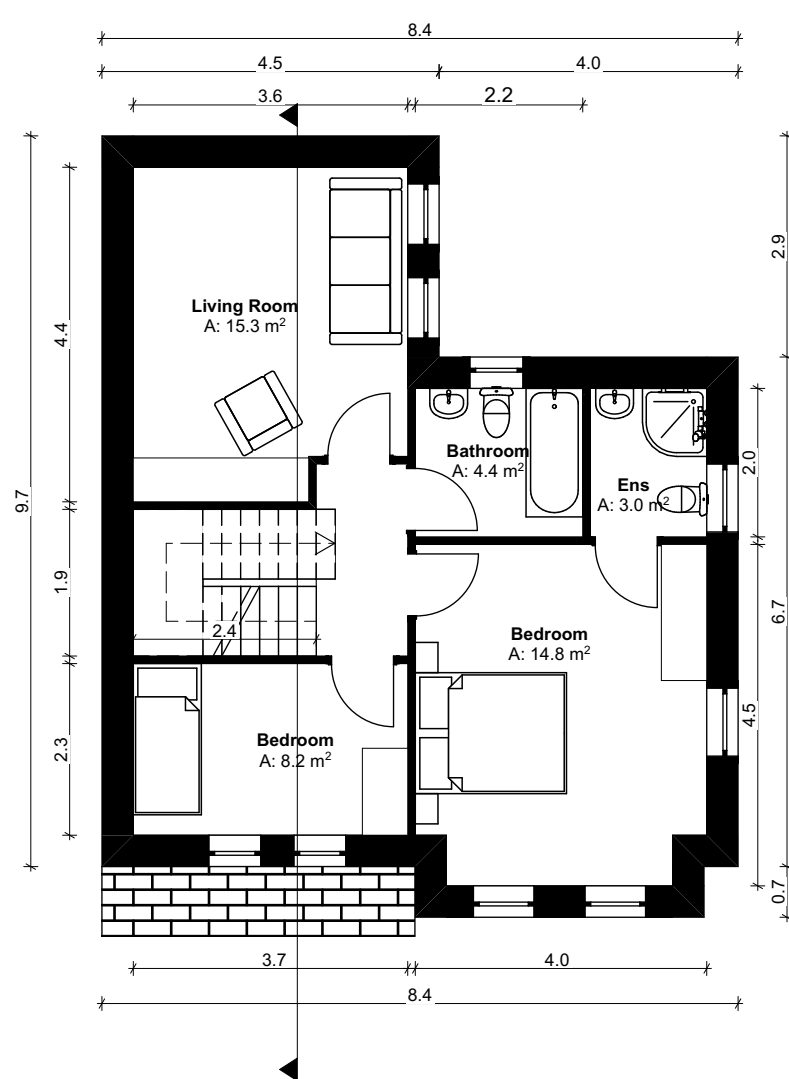 8.4
4.5
4.0
3.6
2.2
2.9
4.4
Living Room
A: 15.3 m²
Bathroom
A: 4.4 m²
2.0
Ens
A: 3.0 m²
9.7
1.9
2.4
6.7
Bedroom
A: 14.8 m²
4.5
2.3
Bedroom
A: 8.2 m²
0.7
3.7
4.0
8.4